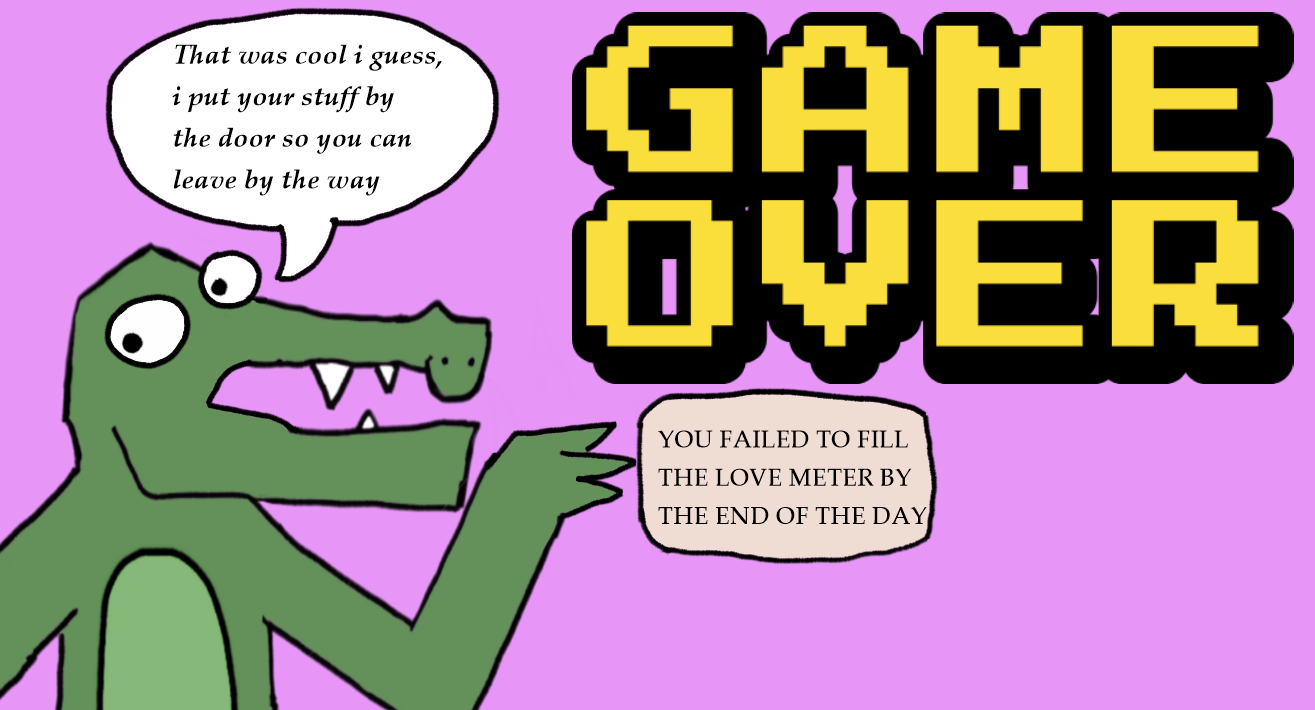 That was cool i guess,
i put your stuff by
the door so you can
leave by the way
GAME
OVER
YOU FAILED TO FILL
THE LOVE METER BY
THE END OF THE DAY